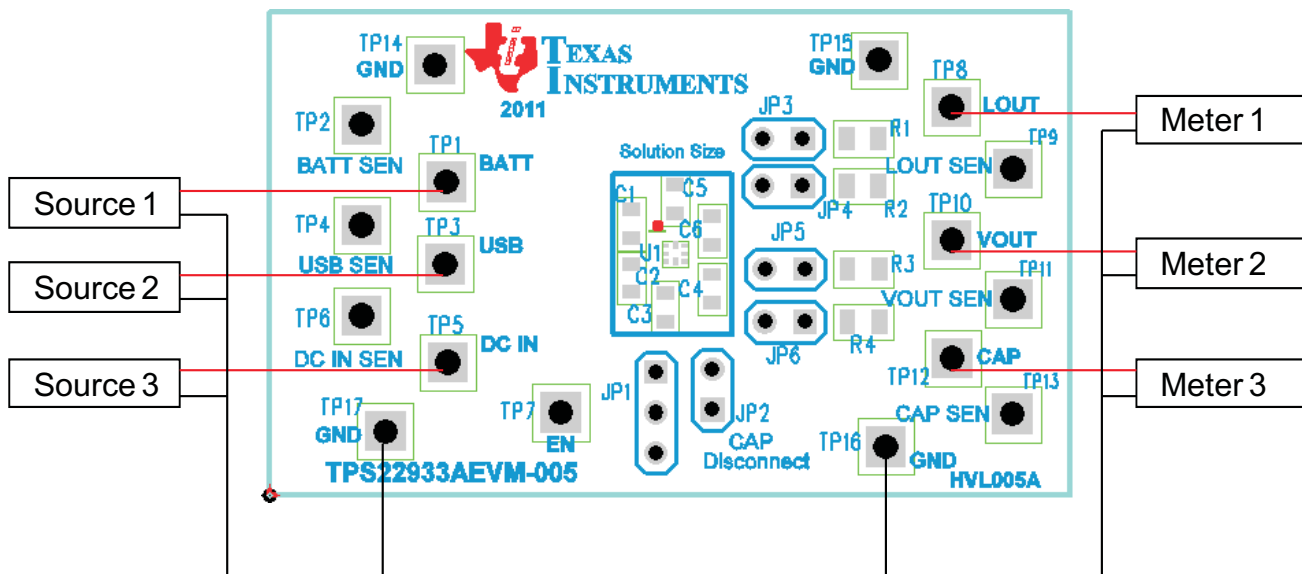 TP14
GND
TEXAS
INSTRUMENTS
2011
TP15
GND
TP8
LOUT
Meter 1
TP2
BATT SEN
TP1
BATT
JP3
R1
TP9
LOUT SEN
Solution Size
Source 1
C1
C5
JP4
R2
TP10
VOUT
TP4
USB SEN
TP3
USB
C6
U1
JP5
R3
Meter 2
Source 2
C2
C4
C3
TP11
VOUT SEN
TP6
DC IN SEN
TP5
DC IN
JP6
R4
CAP
TP12
Source 3
Meter 3
JP1
JP2
CAP
Disconnect
TP13
CAP SEN
TP17
GND
TP7
EN
TP16
GND
TPS22933AEVM-005
HVL005A